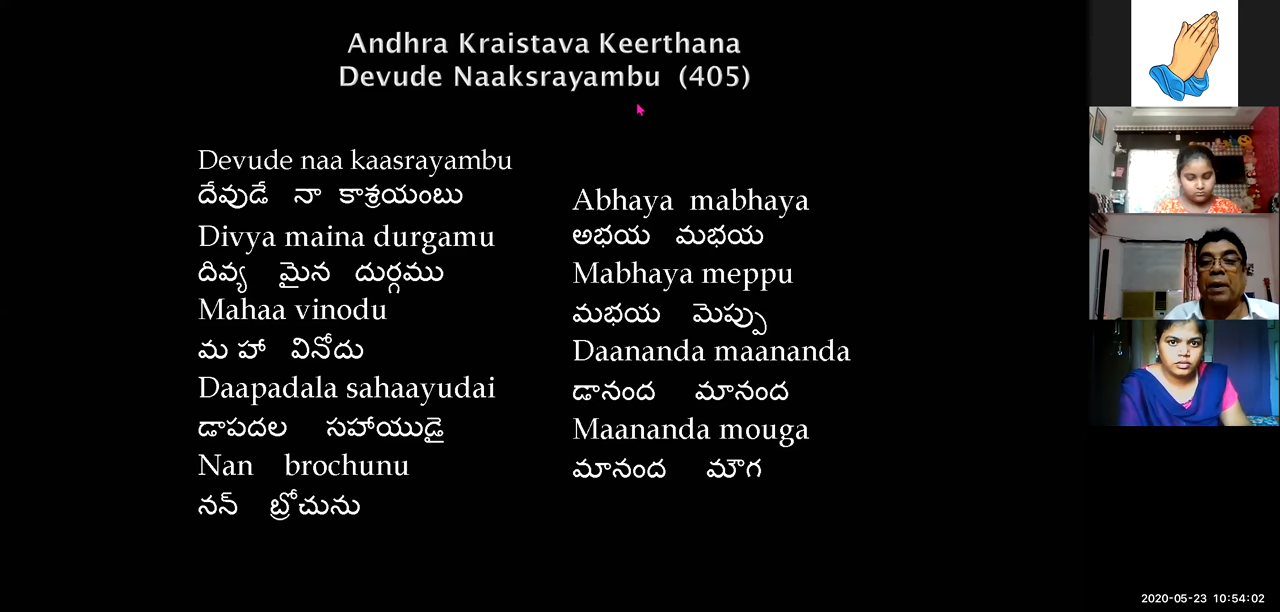 Andhra Kraistava Keerthana
Devude Naaksrayambu (405)
Devude naa kaasrayambu
దేవుడే నా కాశ్రయంబు
Divya maina durgamu
దివ్య మైన దుర్గము
Mahaa vinodu
మ హా వినోదు
Daapadala sahaayudai
డాపదల సహాయుడై
Nan brochunu
నన్ బ్రోచును
Abhaya mabhaya
అభయ మభయ
Mabhaya meppu
మభయ మెప్పు
Daananda maananda
డానంద మానంద
Maananda mouga
మానంద మౌగ
2020-05-23 10:54:02